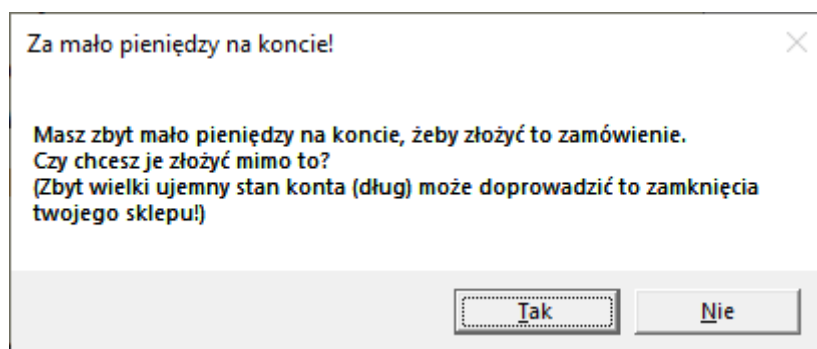 Za mało pieniędzy na koncie!
Masz zbyt mało pieniędzy na koncie, żeby złożyć to zamówienie.
Czy chcesz je złożyć mimo to?
(Zbyt wielki ujemny stan konta (dług) może doprowadzić to zamknięcia
twojego sklepu!)
Tak
Nie